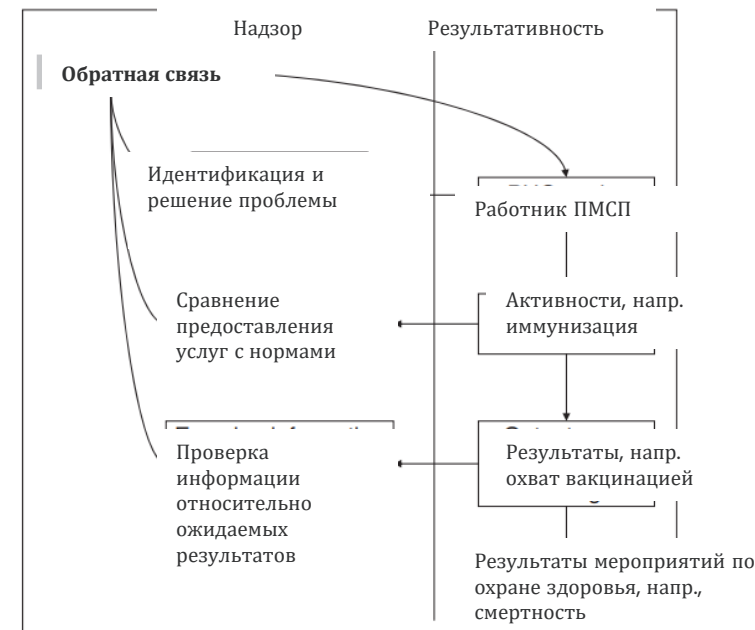 Надзор
Результативность
Обратная связь
Идентификация и
решение проблемы
Работник ПМСП
Сравнение
предоставления
услуг с нормами
Активности, напр.
иммунизация
Проверка
информации
относительно
ожидаемых
результатов
Результаты, напр.
охват вакцинацией
Результаты мероприятий по
охране здоровья, напр.,
смертность